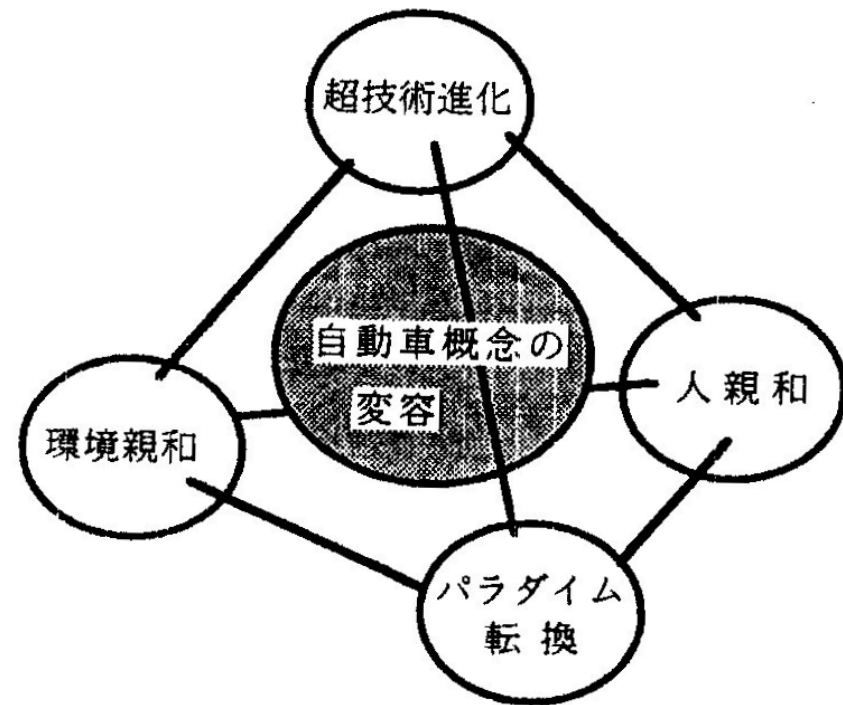 超技術進化
自動車概念の
変容
人親和
環境親和
パラダイム
転換